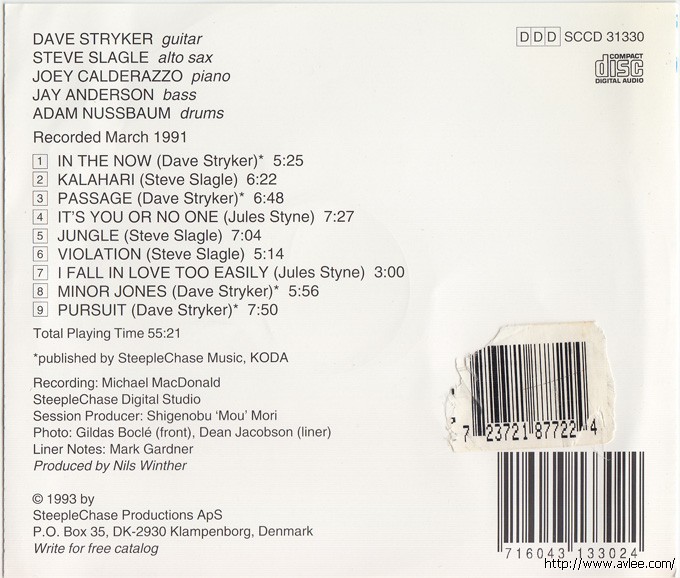 DAVE STRYKER guitar
STEVE SLAGLE alto sax
JOEY CALDERAZZO piano
JAY ANDERSON bass
ADAM NUSSBAUM drums
Recorded March 1991
DDD SCCD 31330
COMPACT
disc
DIGITAL AUDIO
1 IN THE NOW (Dave Stryker)* 5:25
2 KALAHARI (Steve Slagle) 6:22
3 PASSAGE (Dave Stryker)* 6:48
4 IT'S YOU OR NO ONE (Jules Styne) 7:27
5 JUNGLE (Steve Slagle) 7:04
6 VIOLATION (Steve Slagle) 5:14
7 I FALL IN LOVE TOO EASILY (Jules Styne) 3:00
8 MINOR JONES (Dave Stryker)* 5:56
9 PURSUIT (Dave Stryker)* 7:50
Total Playing Time 55:21
*published by SteepleChase Music, KODA
Recording: Michael MacDonald
SteepleChase Digital Studio
Session Producer: Shigenobu 'Mou' Mori
Photo: Gildas Boclé (front), Dean Jacobson (liner)
Liner Notes: Mark Gardner
Produced by Nils Winther
© 1993 by
SteepleChase Productions ApS
P.O. Box 35, DK-2930 Klampenborg, Denmark
Write for free catalog
7 23721 87722 4
716043 133024
http://www.avlee.com/